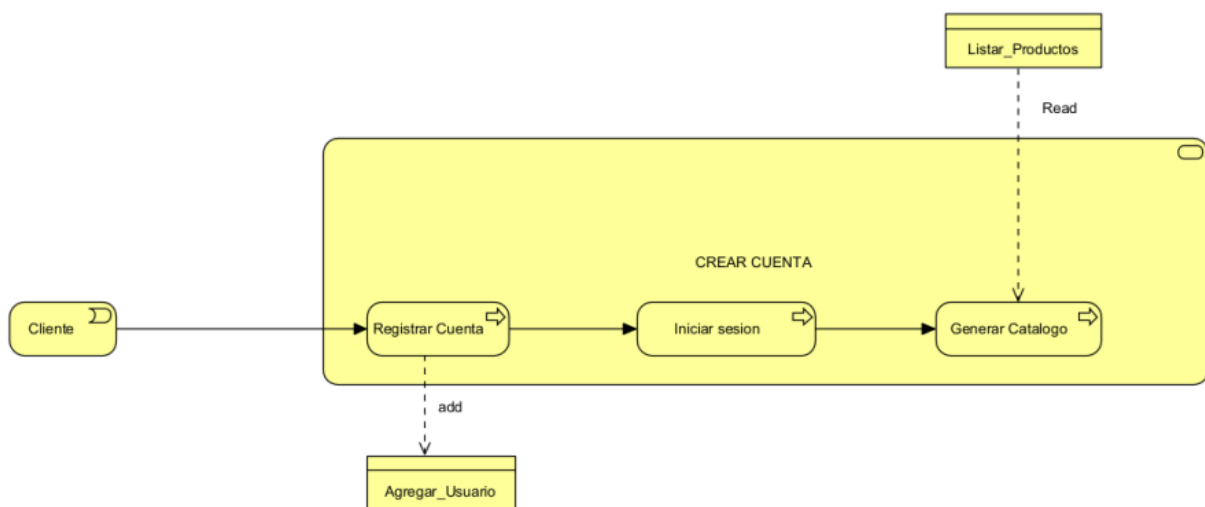 Listar_Productos
Read
CREAR CUENTA
Cliente
Registrar Cuenta
Iniciar sesion
Generar Catalogo
add
Agregar_Usuario